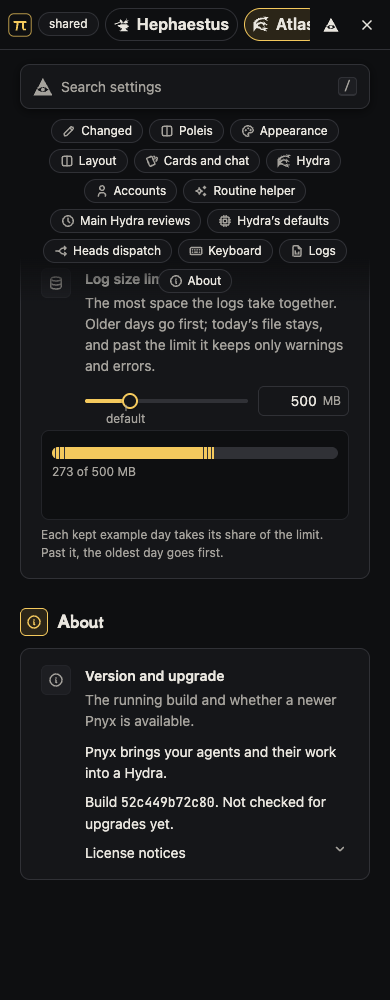 π shared Hephaestus Atlas
Search settings /
Changed Poleis Appearance
Layout Cards and chat Hydra
Accounts Routine helper
Main Hydra reviews Hydra's defaults
Heads dispatch Keyboard Logs
About
Log size lim
The most space the logs take together.
Older days go first; today's file stays,
and past the limit it keeps only warnings
and errors.
500 MB
default
273 of 500 MB
Each kept example day takes its share of the limit.
Past it, the oldest day goes first.
About
Version and upgrade
The running build and whether a newer
Pnyx is available.
Pnyx brings your agents and their work
into a Hydra.
Build 52c449b72c80. Not checked for
upgrades yet.
License notices